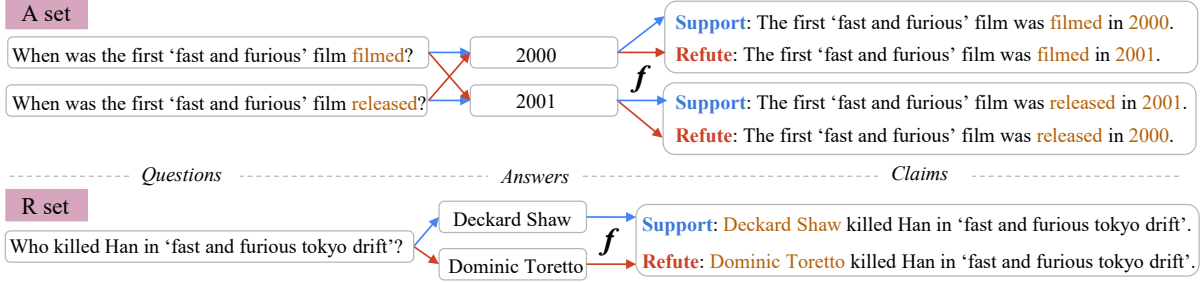 A set
When was the first ‘fast and furious’ film filmed?
When was the first ‘fast and furious’ film released?
2000
2001
f
Support: The first ‘fast and furious’ film was filmed in 2000.
Refute: The first ‘fast and furious’ film was filmed in 2001.
Support: The first ‘fast and furious’ film was released in 2001.
Refute: The first ‘fast and furious’ film was released in 2000.
Questions
Answers
Claims
R set
Who killed Han in ‘fast and furious tokyo drift’?
Deckard Shaw
Dominic Toretto
f
Support: Deckard Shaw killed Han in ‘fast and furious tokyo drift’.
Refute: Dominic Toretto killed Han in ‘fast and furious tokyo drift’.